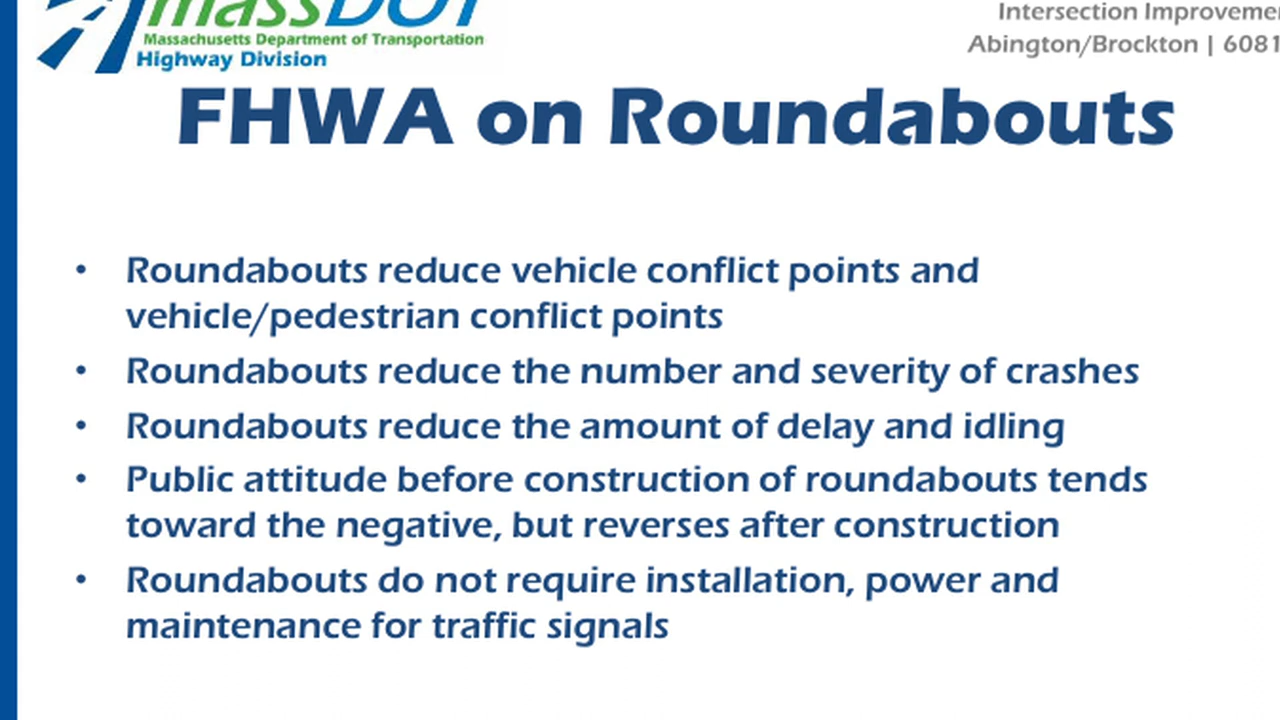 massDOT
Intersection
Massachusetts Department of Transportation
Abington/Brockton |
Highway Division
FHWA on Roundabouts
• Roundabouts reduce vehicle conflict points and
vehicle/pedestrian conflict points
• Roundabouts reduce the number and severity of crashes
• Roundabouts reduce the amount of delay and idling
• Public attitude before construction of roundabouts tends
toward the negative, but reverses after construction
• Roundabouts do not require installation, power and
maintenance for traffic signals